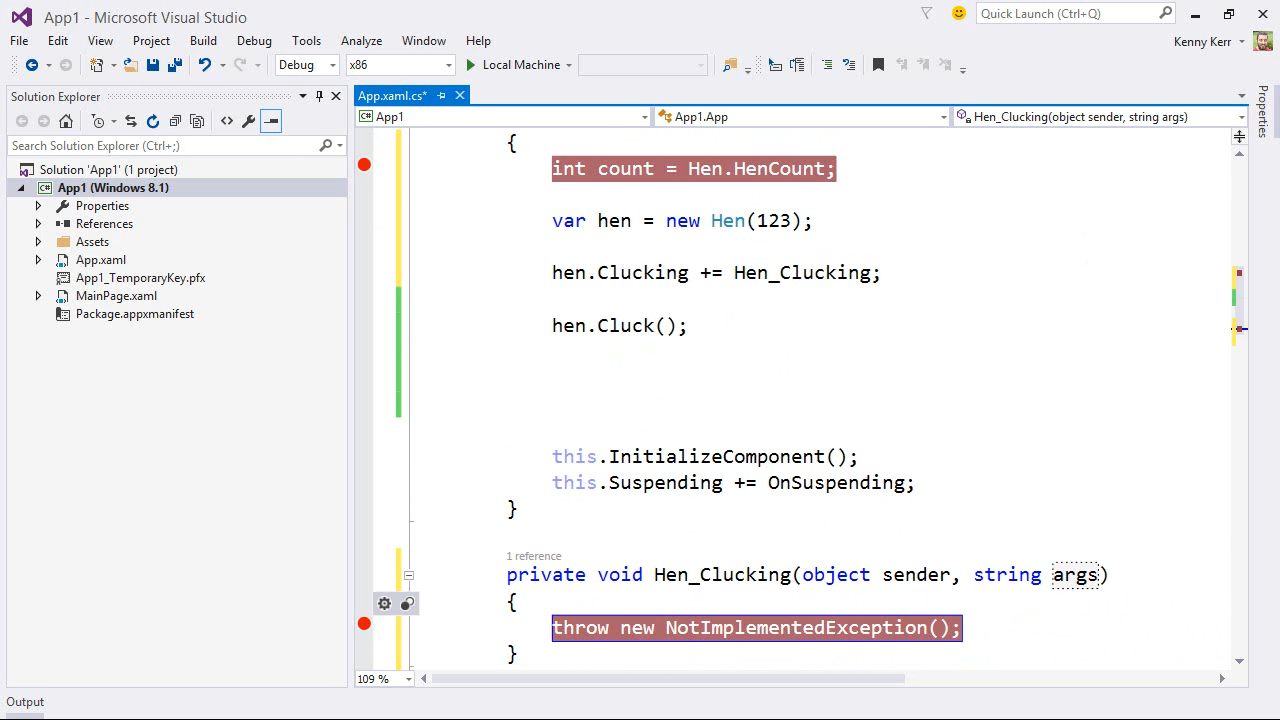 App1 - Microsoft Visual Studio
Quick Launch (Ctrl+Q)
File Edit View Project Build Debug Tools Analyze Window Help
Kenny Kerr
Debug x86 Local Machine
Solution Explorer
App.xaml.cs*
App1 App1.App Hen_Clucking(object sender, string args)
Search Solution Explorer (Ctrl+;)
Solution 'App1' (1 project)
App1 (Windows 8.1)
Properties
References
Assets
App.xaml
App1_TemporaryKey.pfx
MainPage.xaml
Package.appxmanifest
{
int count = Hen.HenCount;
var hen = new Hen(123);
hen.Clucking += Hen_Clucking;
hen.Cluck();
this.InitializeComponent();
this.Suspending += OnSuspending;
}
1 reference
private void Hen_Clucking(object sender, string args)
{
throw new NotImplementedException();
}
109 %
Properties
Output